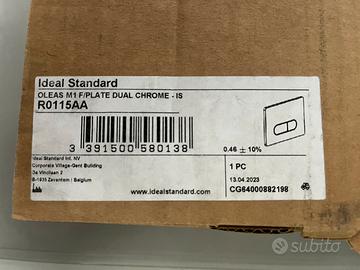 Ideal Standard
OLEAS M1 F/PLATE DUAL CHROME - IS
R0115AA
3 391500 580138
0.46 ± 10%
Ideal Standard Int. NV
Corporate Village-Gent Building
Da Vincilaan 2
B-1935 Zaventem / Belgium
1 PC
13.04.2023
www.idealstandard.com
CG64000882198
subito